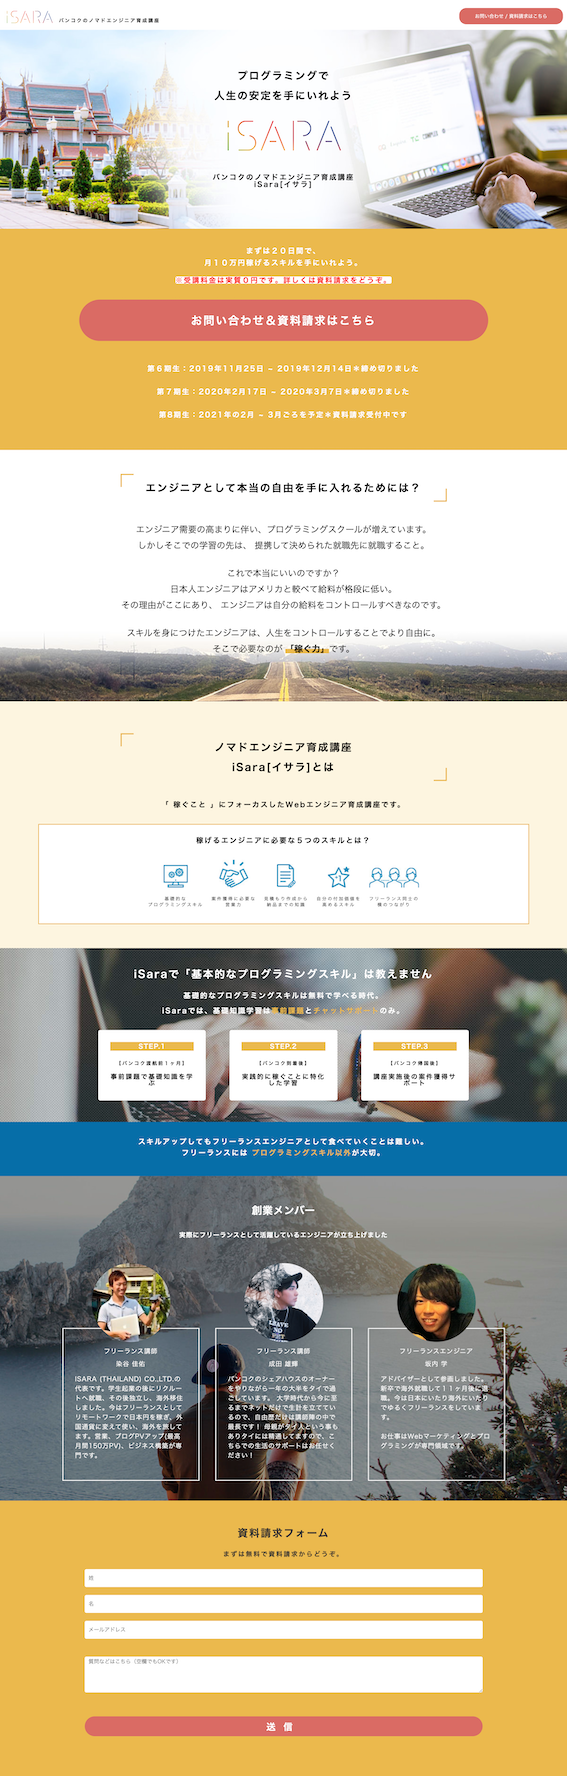 iSARA バンコクのノマドエンジニア育成講座
お問い合わせ / 資料請求はこちら
プログラミングで
人生の安定を手にいれよう
iSARA
バンコクのノマドエンジニア育成講座
iSara[イサラ]
まずは２０日間で、
月１０万円稼げるスキルを手にいれよう。
※受講料金は実質０円です。詳しくは資料請求をどうぞ。
お問い合わせ＆資料請求はこちら
第６期生：2019年11月25日 ~ 2019年12月14日＊締め切りました
第７期生：2020年2月17日 ~ 2020年3月7日＊締め切りました
第8期生：2021年の2月 ~ 3月ごろを予定＊資料請求受付中です
エンジニアとして本当の自由を手に入れるためには？
エンジニア需要の高まりに伴い、プログラミングスクールが増えています。
しかしそこでの学習の先は、 提携して決められた就職先に就職すること。
これで本当にいいのですか？
日本人エンジニアはアメリカと較べて給料が格段に低い。
その理由がここにあり、 エンジニアは自分の給料をコントロールすべきなのです。
スキルを身につけたエンジニアは、人生をコントロールすることでより自由に。
そこで必要なのが 「稼ぐ力」です。
ノマドエンジニア育成講座
iSara[イサラ]とは
「 稼ぐこと 」にフォーカスしたWebエンジニア育成講座です。
稼げるエンジニアに必要な５つのスキルとは？
基礎的な
プログラミングスキル
案件獲得に必要な
営業力
見積もり作成から
納品までの知識
自分の付加価値を
高めるスキル
フリーランス同士の
横のつながり
iSaraで「基本的なプログラミングスキル」は教えません
基礎的なプログラミングスキルは無料で学べる時代。
iSaraでは、基礎知識学習は事前課題とチャットサポートのみ。
STEP.1
【バンコク渡航前１ヶ月】
事前課題で基礎知識を学
ぶ
STEP.2
【バンコク到着後】
実践的に稼ぐことに特化
した学習
STEP.3
【バンコク帰国後】
講座実施後の案件獲得サ
ポート
スキルアップしてもフリーランスエンジニアとして食べていくことは難しい。
フリーランスには プログラミングスキル以外が大切。
創業メンバー
実際にフリーランスとして活躍しているエンジニアが立ち上げました
フリーランス講師
染谷 佳佑
ISARA (THAILAND) CO.,LTD.の
代表です。学生起業の後にリクルー
トへ就職、その後独立し、海外移住
しました。今はフリーランスとして
リモートワークで日本円を稼ぎ、外
国通貨に変えて使い、海外を旅して
ます。営業、ブログPVアップ(最高
月間150万PV)、ビジネス構築が専
門です。
LEAVE
NO
フリーランス講師
成田 雄輝
バンコクのシェアハウスのオーナー
をやりながら一年の大半をタイで過
ごしています。 大学時代から今に至
るまでネットだけで生計を立ててい
るので、自由歴だけは講師陣の中で
最長です！ 母親がタイ人という事も
ありタイには精通してますので、こ
ちらでの生活のサポートはお任せく
ださい！
フリーランスエンジニア
坂内 学
アドバイザーとして参画しました。
新卒で海外就職して１１ヶ月後に退
職。今は日本にいたり海外にいたり
でゆるくフリーランスをしていま
す。
お仕事はWebマーケティングとプロ
グラミングが専門領域です。
資料請求フォーム
まずは無料で資料請求からどうぞ。
姓
名
メールアドレス
質問などはこちら（空欄でもOKです）
送 信